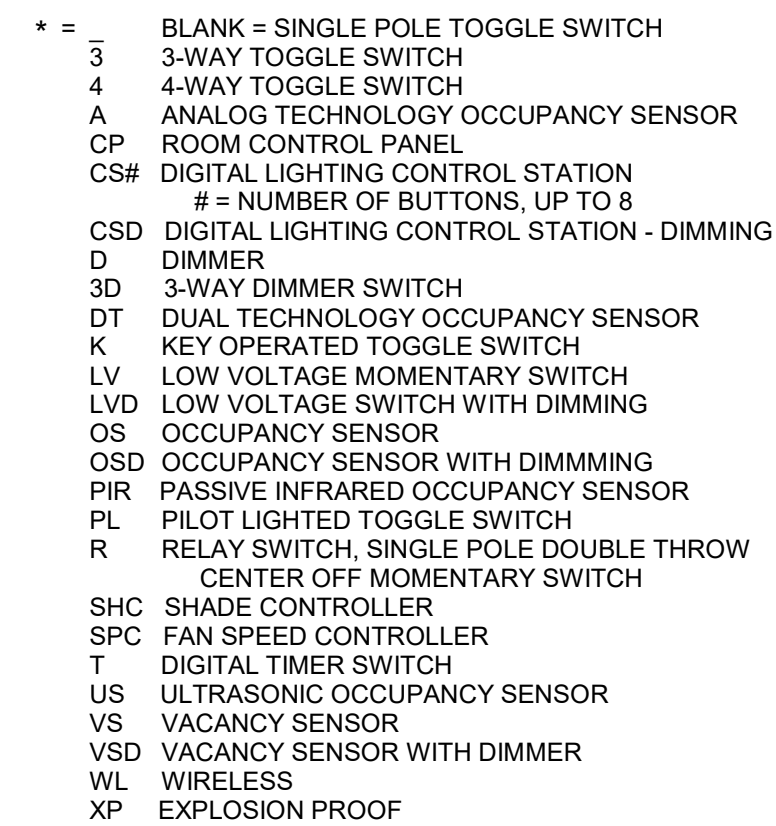 * = _ BLANK = SINGLE POLE TOGGLE SWITCH
3 3-WAY TOGGLE SWITCH
4 4-WAY TOGGLE SWITCH
A ANALOG TECHNOLOGY OCCUPANCY SENSOR
CP ROOM CONTROL PANEL
CS# DIGITAL LIGHTING CONTROL STATION
# = NUMBER OF BUTTONS, UP TO 8
CSD DIGITAL LIGHTING CONTROL STATION - DIMMING
D DIMMER
3D 3-WAY DIMMER SWITCH
DT DUAL TECHNOLOGY OCCUPANCY SENSOR
K KEY OPERATED TOGGLE SWITCH
LV LOW VOLTAGE MOMENTARY SWITCH
LVD LOW VOLTAGE SWITCH WITH DIMMING
OS OCCUPANCY SENSOR
OSD OCCUPANCY SENSOR WITH DIMMMING
PIR PASSIVE INFRARED OCCUPANCY SENSOR
PL PILOT LIGHTED TOGGLE SWITCH
R RELAY SWITCH, SINGLE POLE DOUBLE THROW
CENTER OFF MOMENTARY SWITCH
SHC SHADE CONTROLLER
SPC FAN SPEED CONTROLLER
T DIGITAL TIMER SWITCH
US ULTRASONIC OCCUPANCY SENSOR
VS VACANCY SENSOR
VSD VACANCY SENSOR WITH DIMMER
WL WIRELESS
XP EXPLOSION PROOF